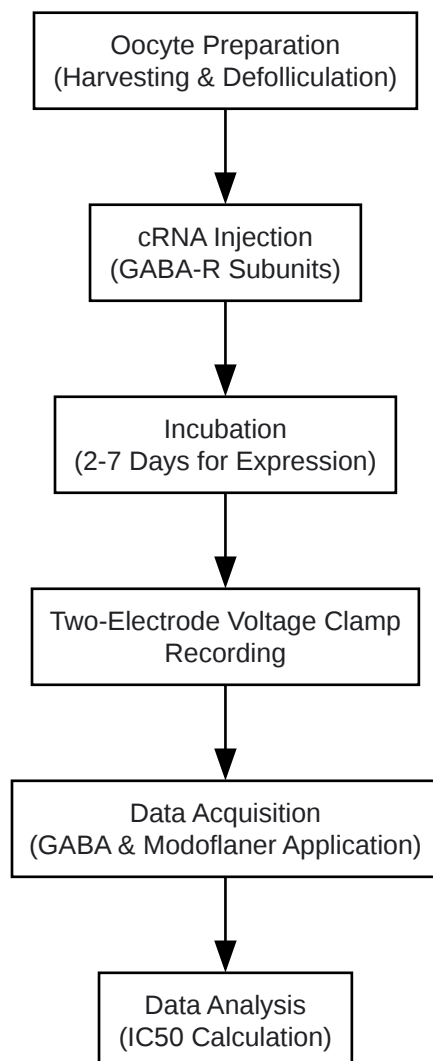 Oocyte Preparation
(Harvesting & Defolliculation)
cRNA Injection
(GABA-R Subunits)
Incubation
(2-7 Days for Expression)
Two-Electrode Voltage Clamp
Recording
Data Acquisition
(GABA & Modoflaner Application)
Data Analysis
(IC50 Calculation)